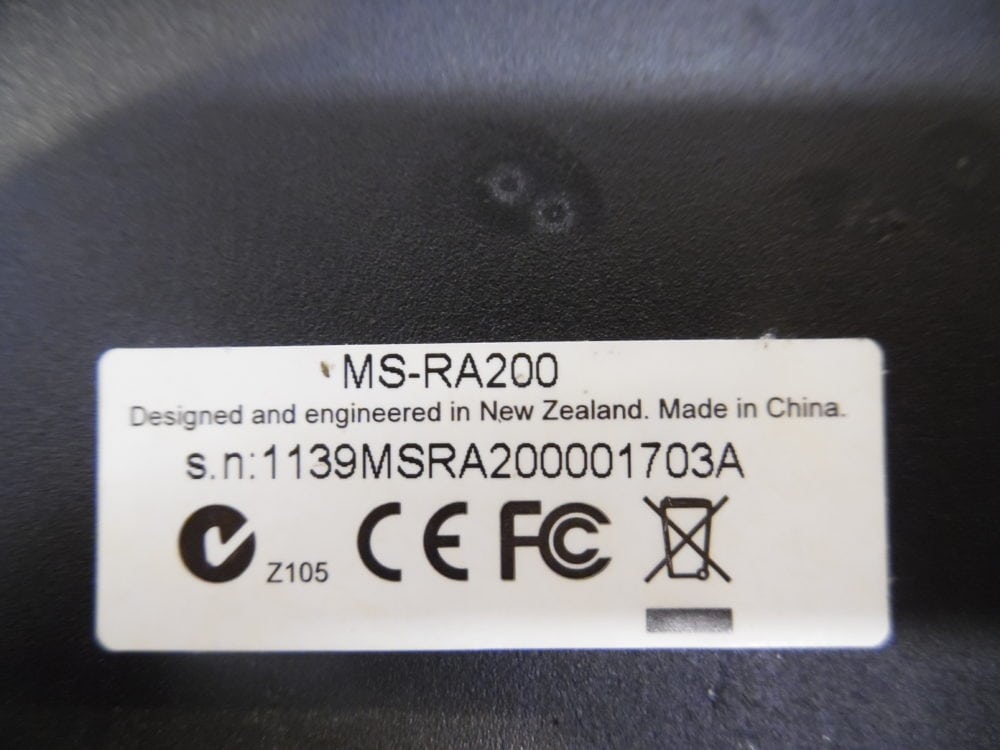 MS-RA200
Designed and engineered in New Zealand. Made in China.
s.n:1139MSRA200001703A
Z105 CE FC